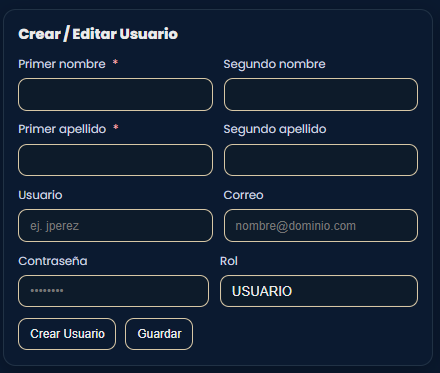 Crear / Editar Usuario
Primer nombre * Segundo nombre
Primer apellido * Segundo apellido
Usuario Correo
ej. jperez nombre@dominio.com
Contraseña Rol
•••••••• USUARIO
Crear Usuario Guardar